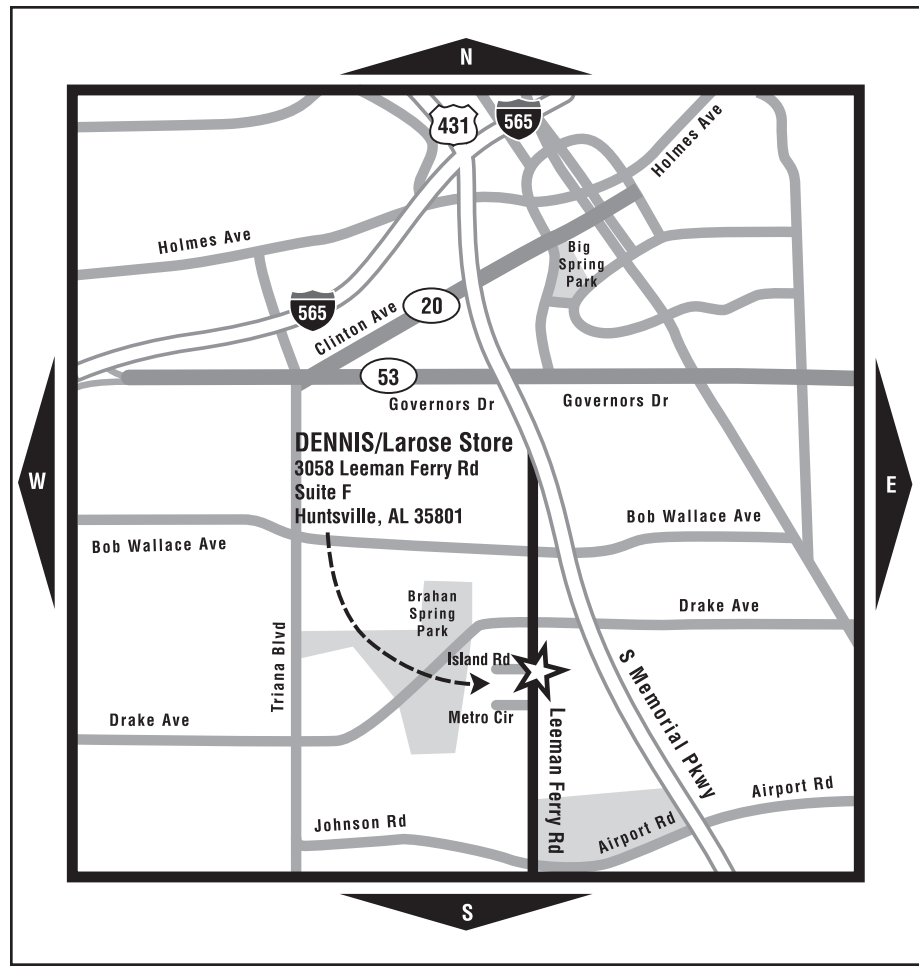 N
431
565
Holmes Ave
Holmes Ave
Big
Spring
Park
565
Clinton Ave
20
53
Governors Dr
Governors Dr
DENNIS/Larose Store
3058 Leeman Ferry Rd
Suite F
Huntsville, AL 35801
W
E
Bob Wallace Ave
Bob Wallace Ave
Brahan
Spring
Park
Drake Ave
Triana Blvd
Island Rd
S Memorial Pkwy
Metro Cir
Drake Ave
Leeman Ferry Rd
Airport Rd
Johnson Rd
Airport Rd
S